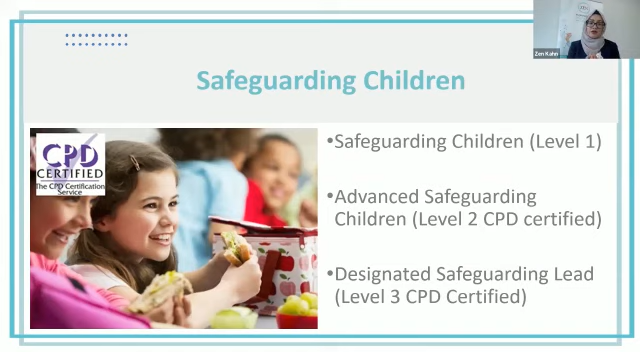 Zen Kahn
Safeguarding Children
CPD
CERTIFIED
The CPD Certification
Service
•Safeguarding Children (Level 1)
•Advanced Safeguarding
Children (Level 2 CPD certified)
•Designated Safeguarding Lead
(Level 3 CPD Certified)